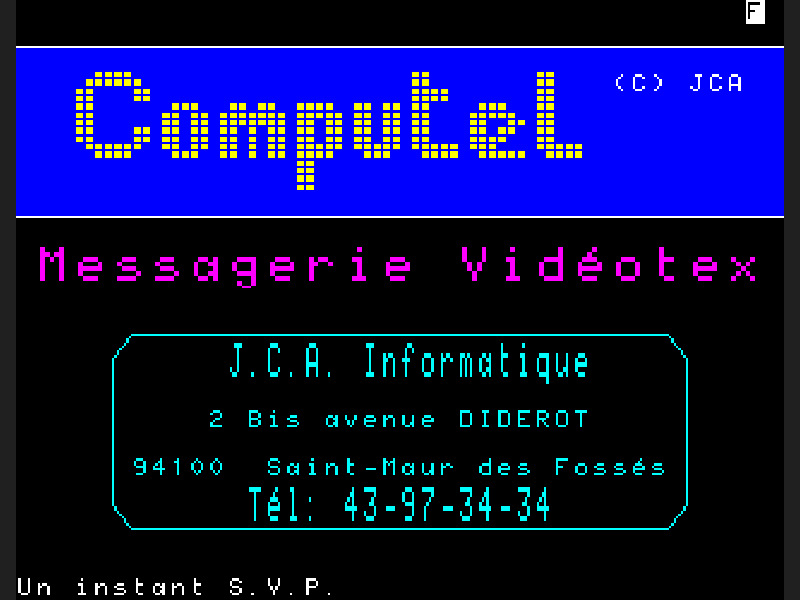 F
Computel
(C) JCA
Messagerie Vidéotex
J.C.A. Informatique
2 Bis avenue DIDEROT
94100 Saint-Maur des Fossés
Tél: 43-97-34-34
Un instant S.V.P.